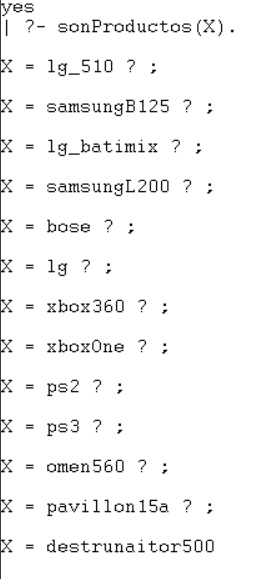 yes
| ?- sonProductos(X).
X = lg_510 ? ;
X = samsungB125 ? ;
X = lg_batimix ? ;
X = samsungL200 ? ;
X = bose ? ;
X = lg ? ;
X = xbox360 ? ;
X = xboxOne ? ;
X = ps2 ? ;
X = ps3 ? ;
X = omen560 ? ;
X = pavillon15a ? ;
X = destrunaitor500